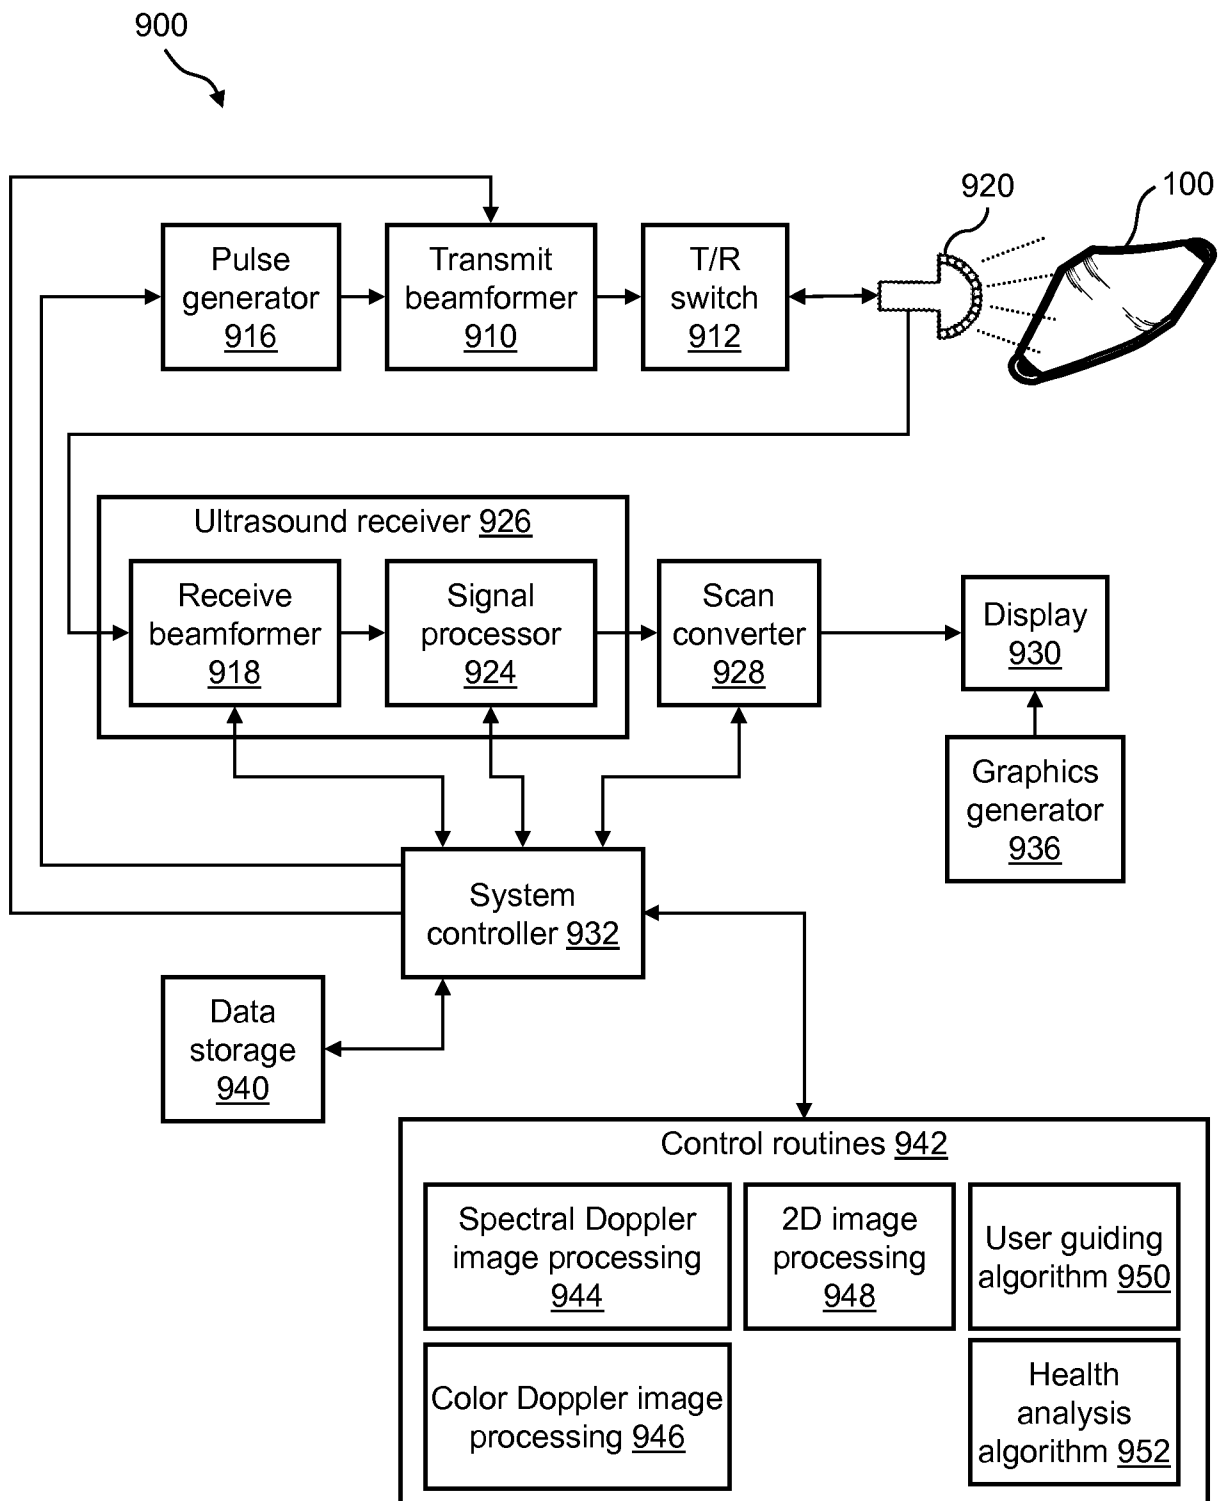 900
920
100
Pulse
generator
916
Transmit
beamformer
910
T/R
switch
912
Ultrasound receiver 926
Receive
beamformer
918
Signal
processor
924
Scan
converter
928
Display
930
Graphics
generator
936
System
controller 932
Data
storage
940
Control routines 942
Spectral Doppler
image processing
944
2D image
processing
948
User guiding
algorithm 950
Color Doppler image
processing 946
Health
analysis
algorithm 952